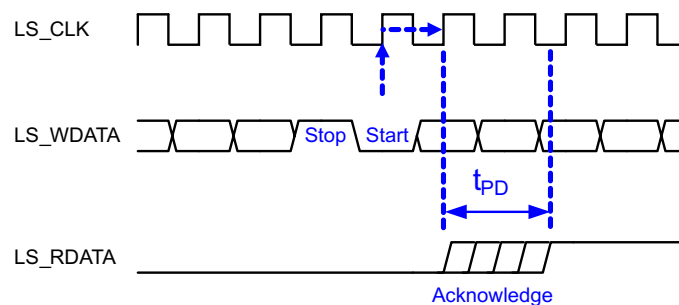 LS_CLK
LS_WDATA
Stop
Start
tPD
LS_RDATA
Acknowledge